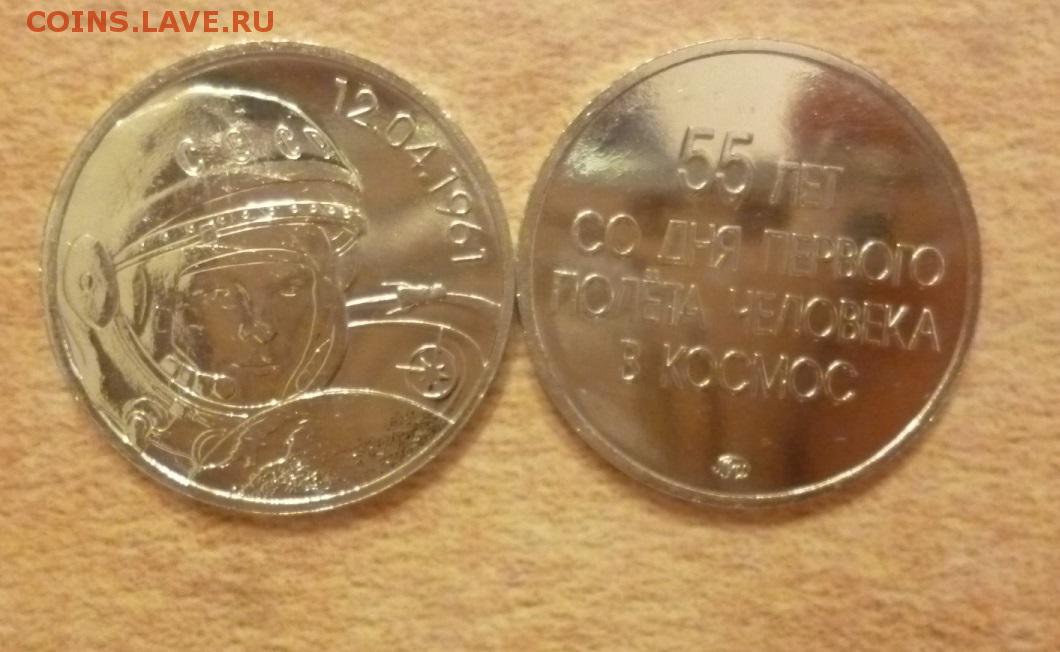 COINS.LAVE.RU
СССР
12.04.1961
55 ЛЕТ
СО ДНЯ ПЕРВОГО
ПОЛЁТА ЧЕЛОВЕКА
В КОСМОС